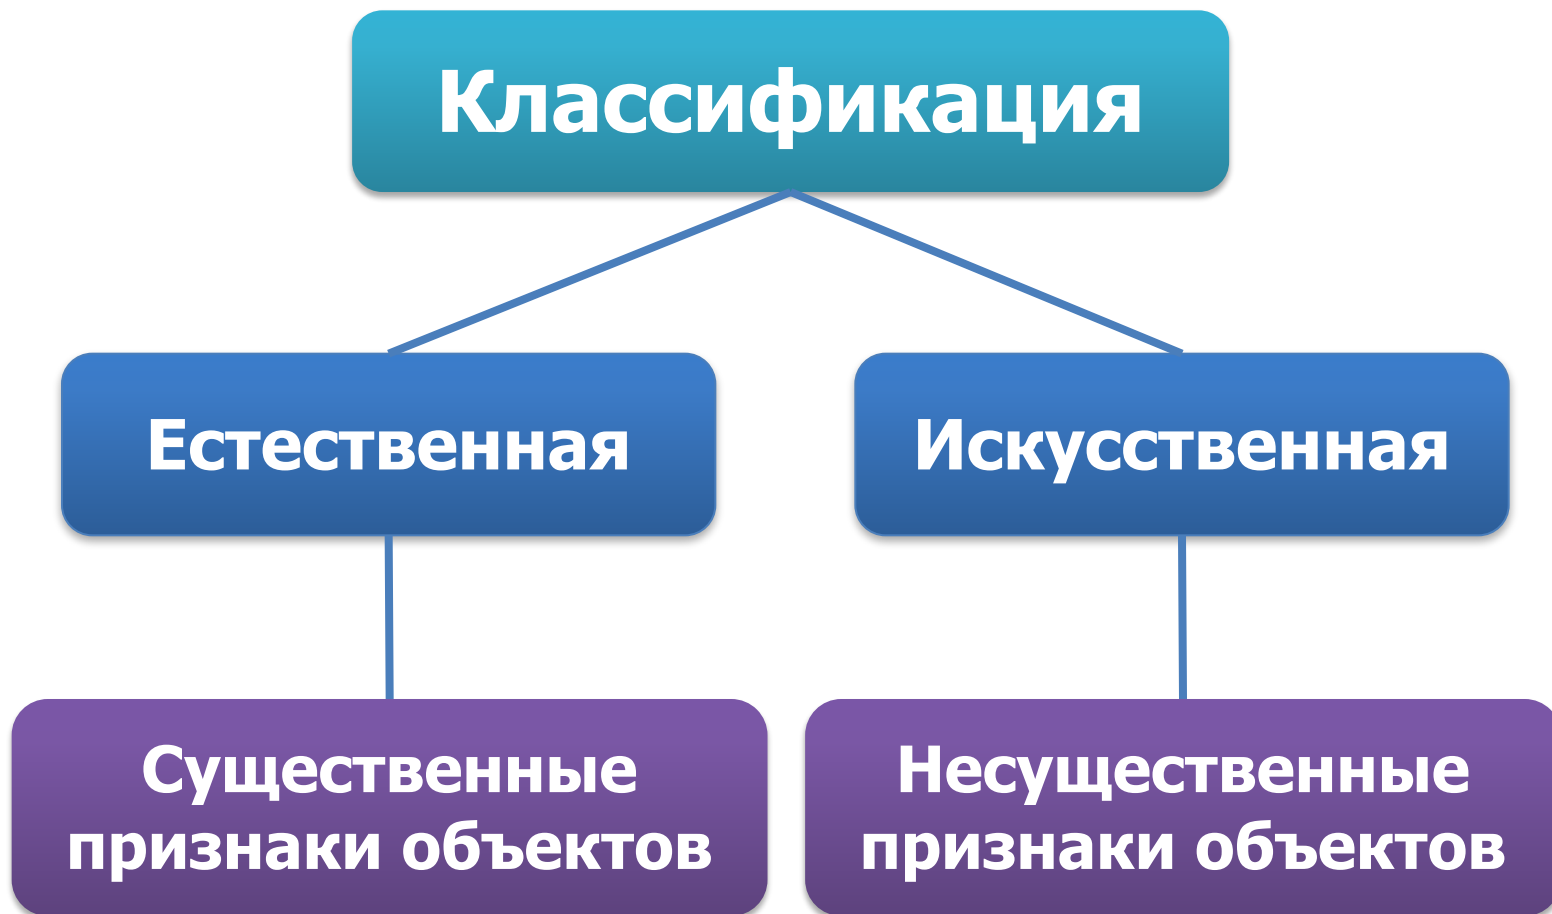 Классификация
Естественная
Искусственная
Существенные
признаки объектов
Несущественные
признаки объектов